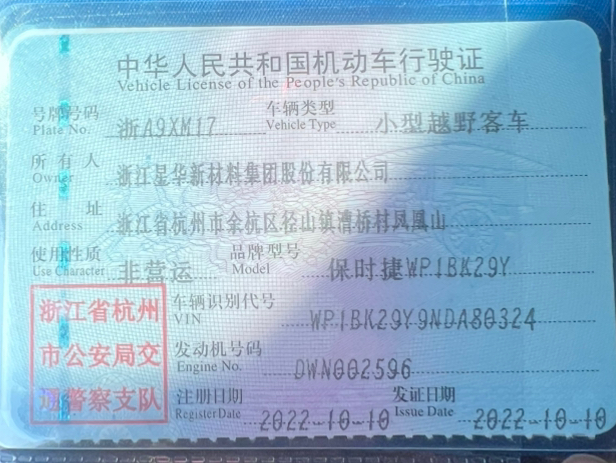 中华人民共和国机动车行驶证
Vehicle License of the People's Republic of China
号牌号码 浙A9XM17 车辆类型 小型越野客车
Plate No. Vehicle Type
所有人 浙江星华新材料集团股份有限公司
Owner
住址 浙江省杭州市余杭区径山镇漕桥村凤凰山
Address
使用性质 非营运 品牌型号 保时捷WP1BK29Y
Use Character Model
浙江省杭州
市公安局交
通警察支队
车辆识别代号 WP1BK29Y9NDA80324
VIN
发动机号码 DWN002596
Engine No.
注册日期 2022-10-10 发证日期 2022-10-10
Register Date Issue Date